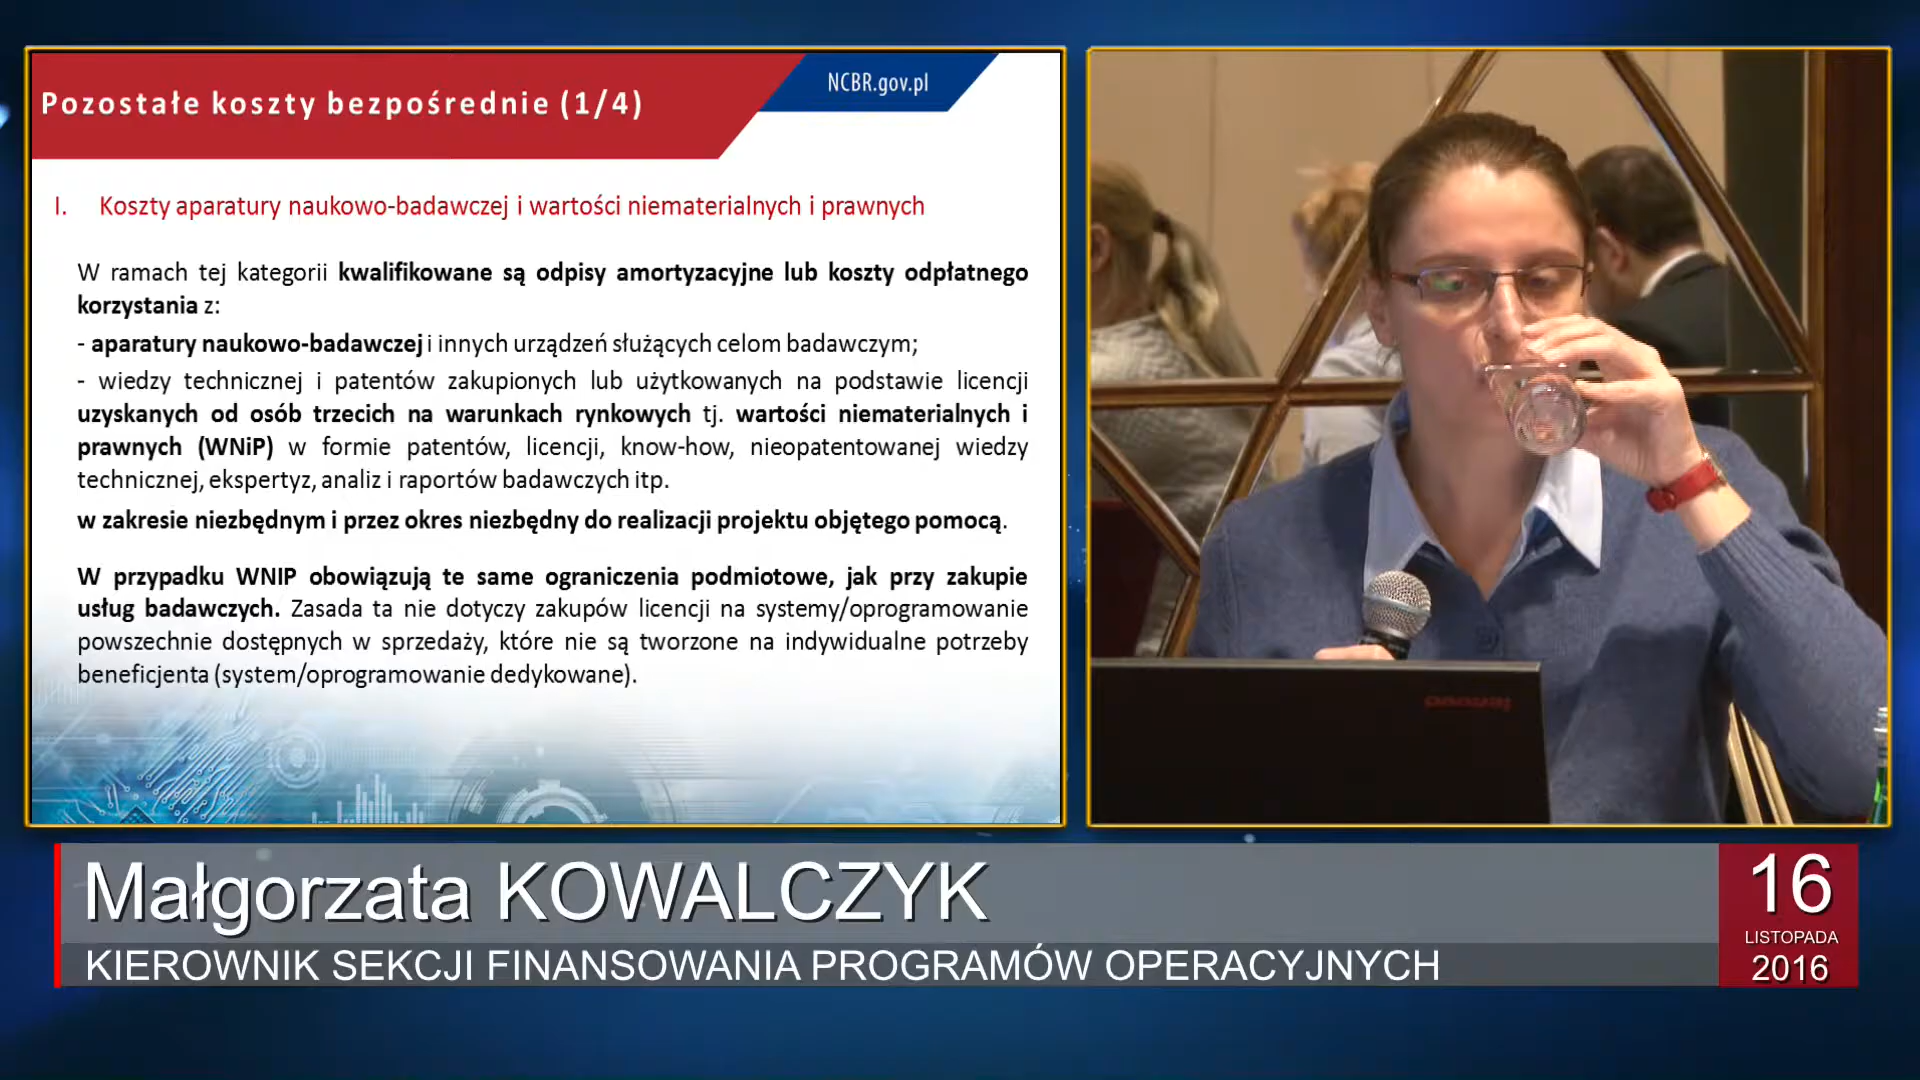 Pozostałe koszty bezpośrednie (1/4)
NCBR.gov.pl
I. Koszty aparatury naukowo-badawczej i wartości niematerialnych i prawnych
W ramach tej kategorii kwalifikowane są odpisy amortyzacyjne lub koszty odpłatnego
korzystania z:
- aparatury naukowo-badawczej i innych urządzeń służących celom badawczym;
- wiedzy technicznej i patentów zakupionych lub użytkowanych na podstawie licencji
uzyskanych od osób trzecich na warunkach rynkowych tj. wartości niematerialnych i
prawnych (WNiP) w formie patentów, licencji, know-how, nieopatentowanej wiedzy
technicznej, ekspertyz, analiz i raportów badawczych itp.
w zakresie niezbędnym i przez okres niezbędny do realizacji projektu objętego pomocą.
W przypadku WNIP obowiązują te same ograniczenia podmiotowe, jak przy zakupie
usług badawczych. Zasada ta nie dotyczy zakupów licencji na systemy/oprogramowanie
powszechnie dostępnych w sprzedaży, które nie są tworzone na indywidualne potrzeby
beneficjenta (system/oprogramowanie dedykowane).
lenovo
Małgorzata KOWALCZYK
KIEROWNIK SEKCJI FINANSOWANIA PROGRAMÓW OPERACYJNYCH
16
LISTOPADA
2016